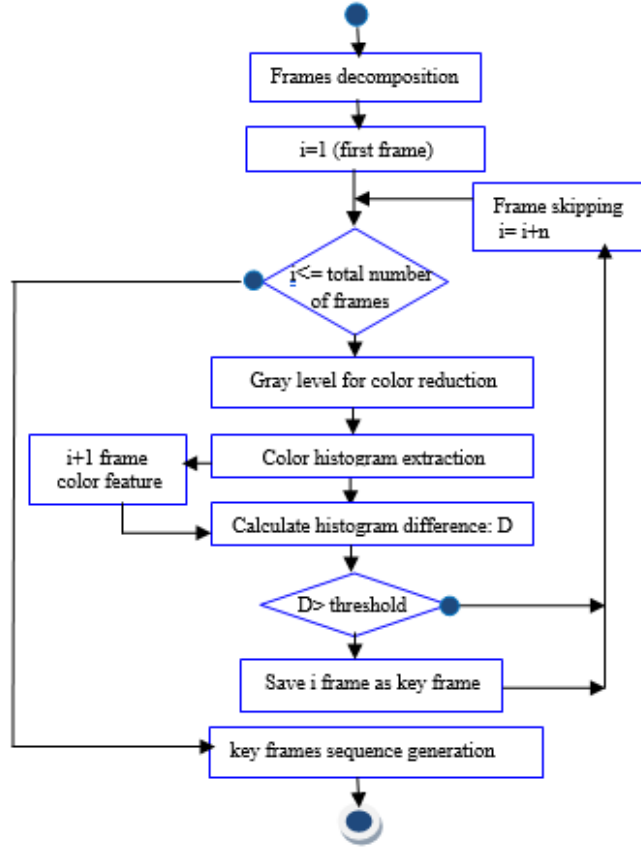 Frames decomposition
i=1 (first frame)
Frame skipping
i= i+n
i<= total number
of frames
Gray level for color reduction
i+1 frame
color feature
Color histogram extraction
Calculate histogram difference: D
D> threshold
Save i frame as key frame
key frames sequence generation